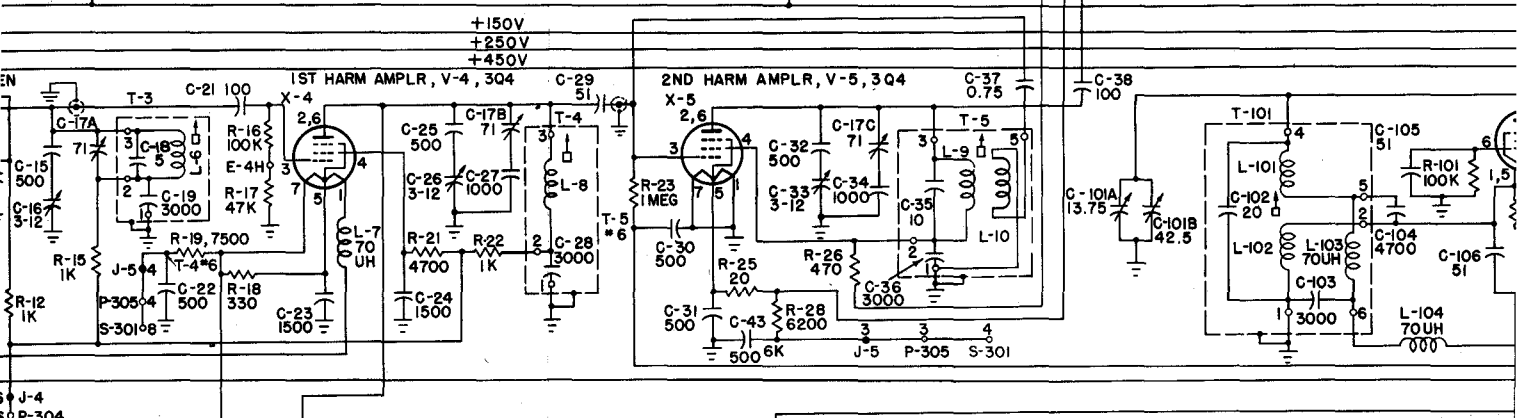 +150V
+250V
+450V
EN
T-3
C-21 100
X-4
1ST HARM AMPLR, V-4, 3Q4
C-29
51
2ND HARM AMPLR, V-5, 3Q4
X-5
C-37
0.75
C-38
100
C-17A
71
3
C-18
5
L-6
2
C-15
500
C-16
3-12
C-19
3000
1
R-16
100K
E-4H
R-17
47K
2,6
3
4
7
5
1
C-25
500
C-17B
71
C-26
3-12
C-27
1000
T-4
3
L-8
2
C-28
3000
1
T-5
#6
R-15
1K
R-19, 7500
T-4#6
J-5 4
C-22
500
P-305 4
S-301 8
R-12
1K
R-18
330
C-23
1500
L-7
70
UH
R-21
4700
R-22
1K
C-24
1500
2,6
3
4
7
5
1
R-23
1 MEG
C-30
500
C-32
500
C-17C
71
C-33
3-12
C-34
1000
T-5
3
L-9
5
C-35
10
L-10
2
1
C-36
3000
R-26
470
R-25
20
C-31
500
C-43
500
R-28
6200
6K
3
J-5
3
P-305
4
S-301
C-101A
13.75
C-101B
42.5
T-101
4
L-101
C-105
51
C-102
20
5
2
L-102
L-103
70UH
C-104
4700
C-103
3000
1
6
L-104
70UH
R-101
100K
6
1,5
C-106
51
6 J-4
6 P-304